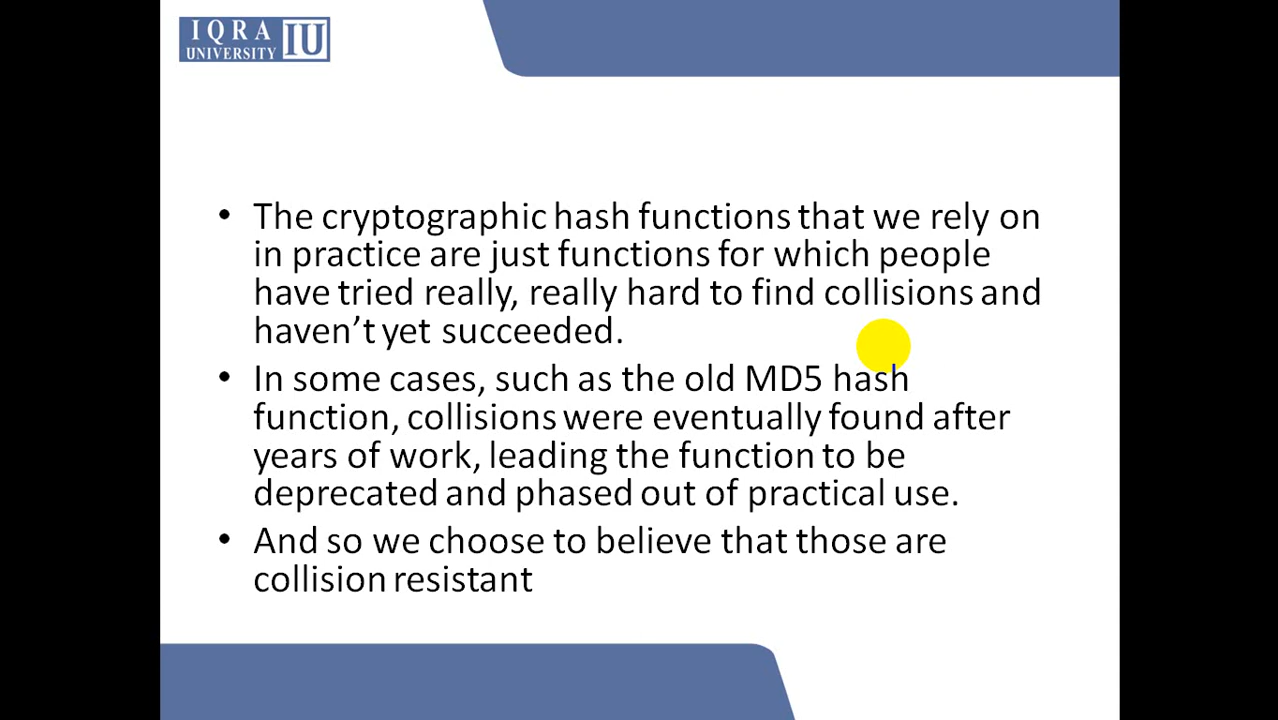 IQRA
UNIVERSITY IU
• The cryptographic hash functions that we rely on
in practice are just functions for which people
have tried really, really hard to find collisions and
haven’t yet succeeded.
• In some cases, such as the old MD5 hash
function, collisions were eventually found after
years of work, leading the function to be
deprecated and phased out of practical use.
• And so we choose to believe that those are
collision resistant